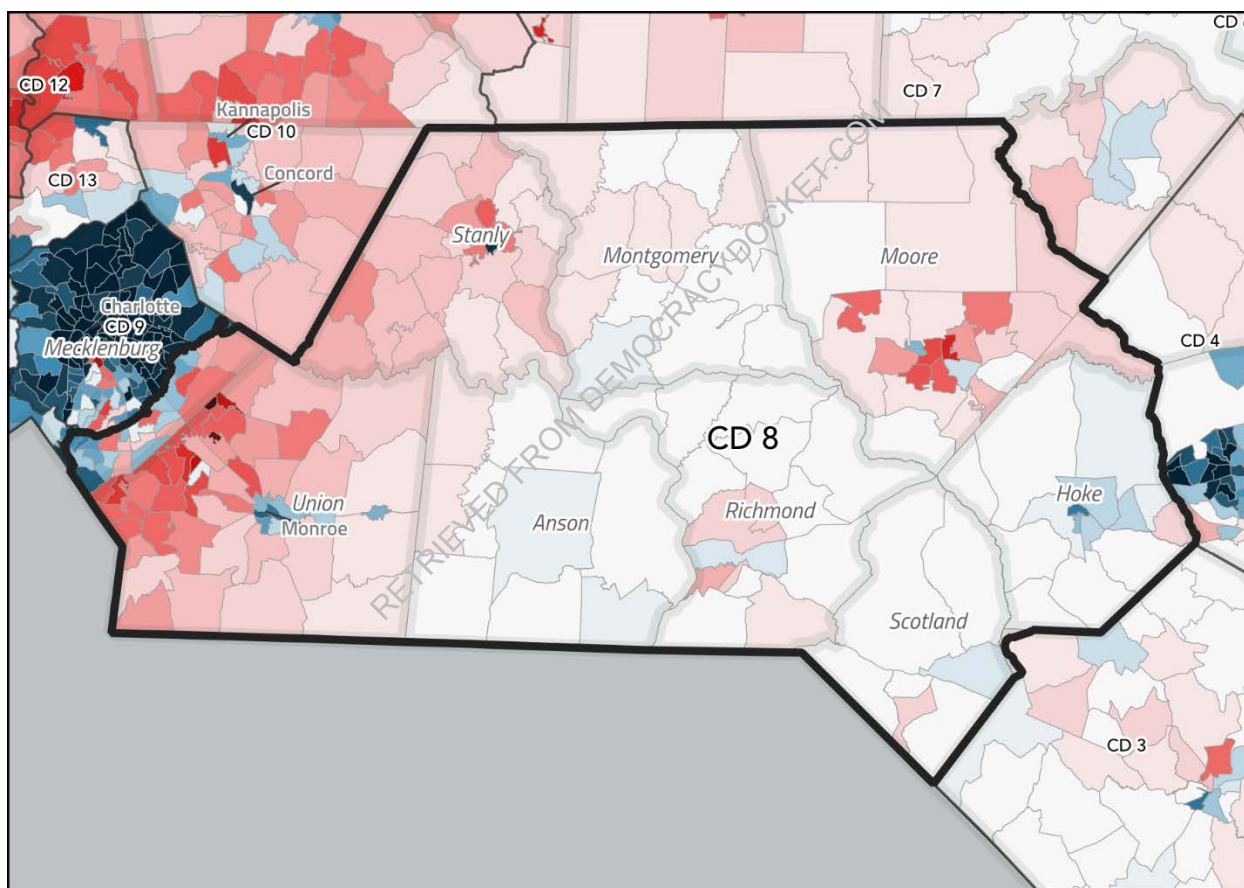 CD 12
Kannapolis
CD 10
CD 7
Concord
CD 13
Stanly
Montgomery
Moore
Charlotte
CD 9
Mecklenburg
CD 4
CD 8
Union
Monroe
Anson
Richmond
Hoke
Scotland
CD 3
RETRIEVED FROM DEMOCRACYDOCKET.COM